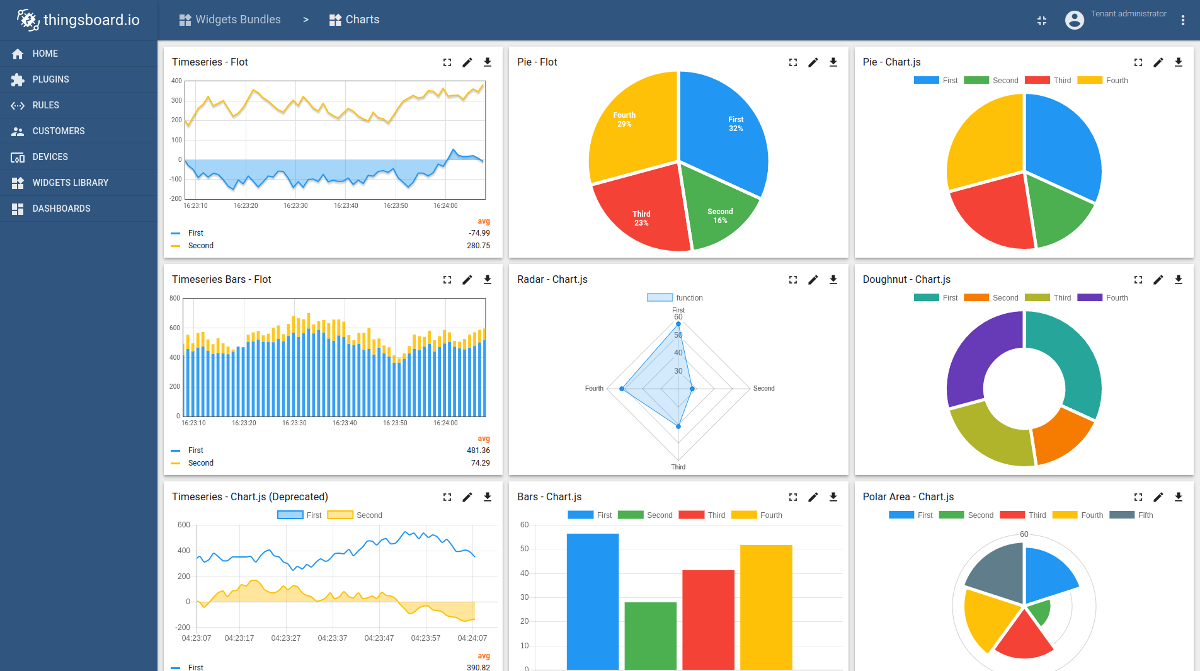 thingsboard.io
Widgets Bundles > Charts
Tenant administrator
HOME
PLUGINS
RULES
CUSTOMERS
DEVICES
WIDGETS LIBRARY
DASHBOARDS
Timeseries - Flot
400
300
200
100
0
-100
-200
16:23:10 16:23:20 16:23:30 16:23:40 16:23:50 16:24:00
avg
First -74.99
Second 280.75
Pie - Flot
First
32%
Second
16%
Third
23%
Fourth
29%
Pie - Chart.js
First Second Third Fourth
Timeseries Bars - Flot
800
600
400
200
0
16:23:10 16:23:20 16:23:30 16:23:40 16:23:50 16:24:00
avg
First 481.36
Second 74.29
Radar - Chart.js
function
First
60
50
40
30
Fourth Second
Third
Doughnut - Chart.js
First Second Third Fourth
Timeseries - Chart.js (Deprecated)
First Second
600
400
200
0
-200
04:23:07 04:23:17 04:23:27 04:23:37 04:23:47 04:23:57 04:24:07
avg
First 390.82
Bars - Chart.js
First Second Third Fourth
60
50
40
30
20
10
0
Polar Area - Chart.js
First Second Third Fourth Fifth
60